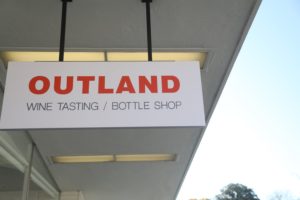 OUTLAND
WINE TASTING / BOTTLE SHOP